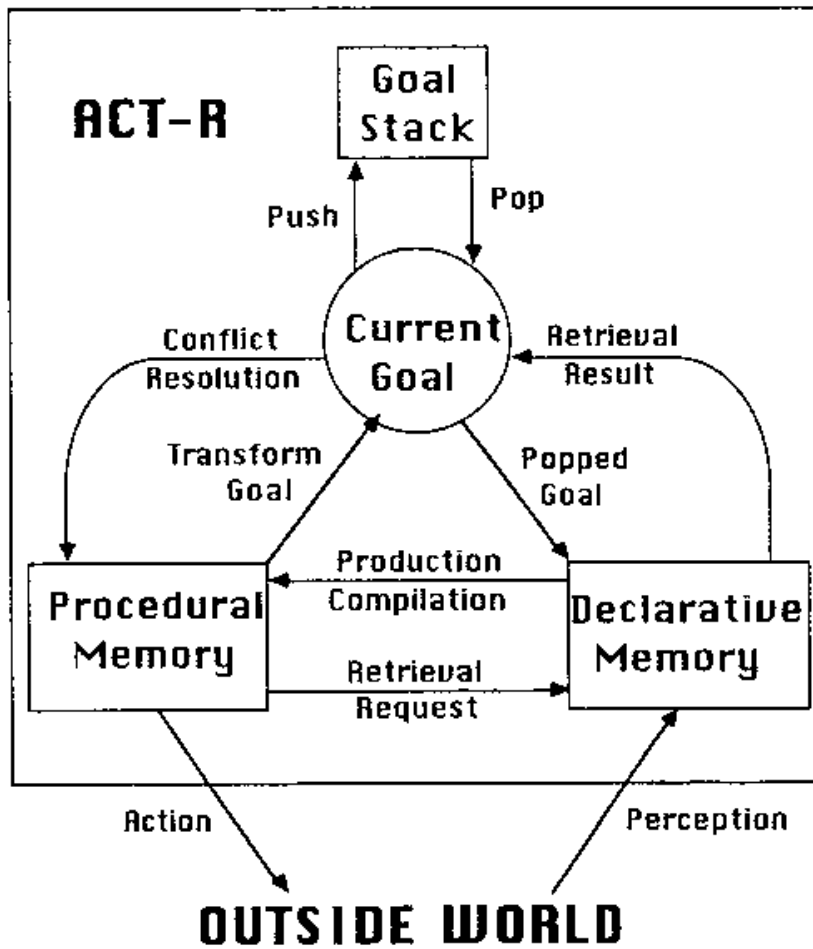 Goal
Stack
ACT-R
Push
Pop
Conflict
Resolution
Current
Goal
Retrieval
Result
Transform
Goal
Popped
Goal
Production
Compilation
Procedural
Memory
Declarative
Memory
Retrieval
Request
Action
Perception
OUTSIDE WORLD